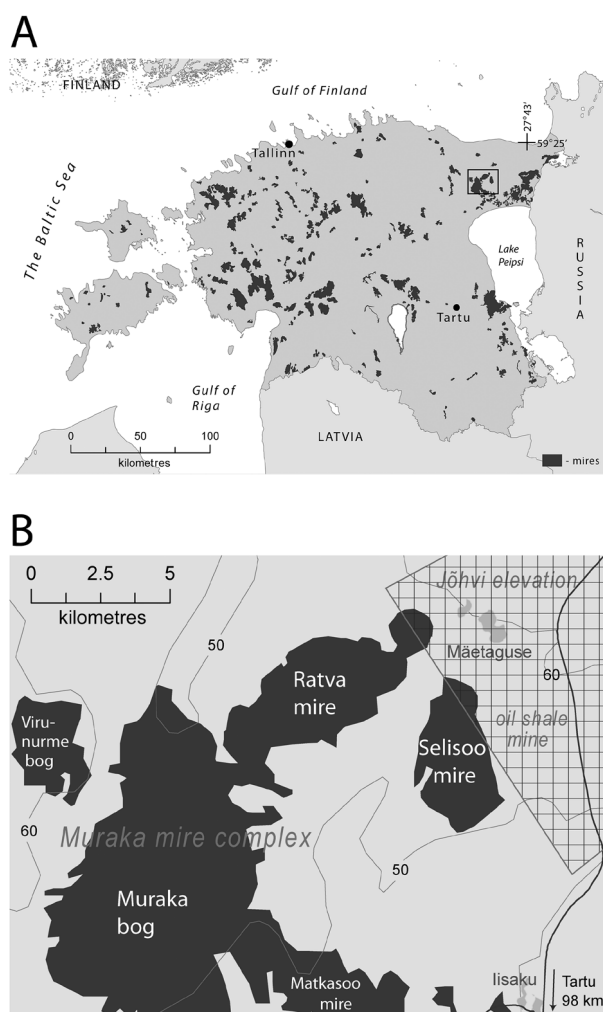 A
FINLAND
Gulf of Finland
27°43'
59°25'
Tallinn
The Baltic Sea
Lake
Peipsi
RUSSIA
Tartu
Gulf of
Riga
0 50 100
kilometres
LATVIA
- mires
B
0 2.5 5
kilometres
Jõhvi elevation
50
Mäetaguse
60
Ratva
mire
Viru-
nurme
bog
oil shale
mine
Selisoo
mire
60
Muraka mire complex
50
Muraka
bog
Matkasoo
mire
Iisaku
Tartu
98 km